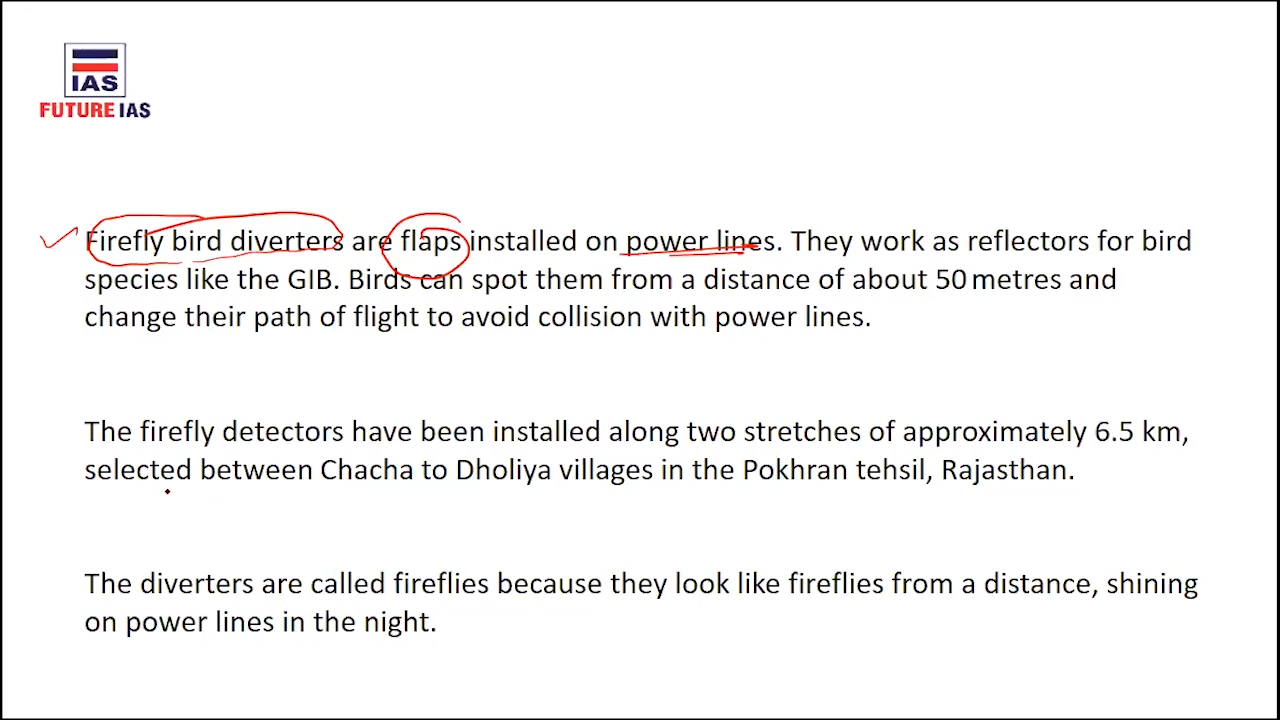 IAS
FUTURE IAS
Firefly bird diverters are flaps installed on power lines. They work as reflectors for bird
species like the GIB. Birds can spot them from a distance of about 50 metres and
change their path of flight to avoid collision with power lines.
The firefly detectors have been installed along two stretches of approximately 6.5 km,
selected between Chacha to Dholiya villages in the Pokhran tehsil, Rajasthan.
The diverters are called fireflies because they look like fireflies from a distance, shining
on power lines in the night.